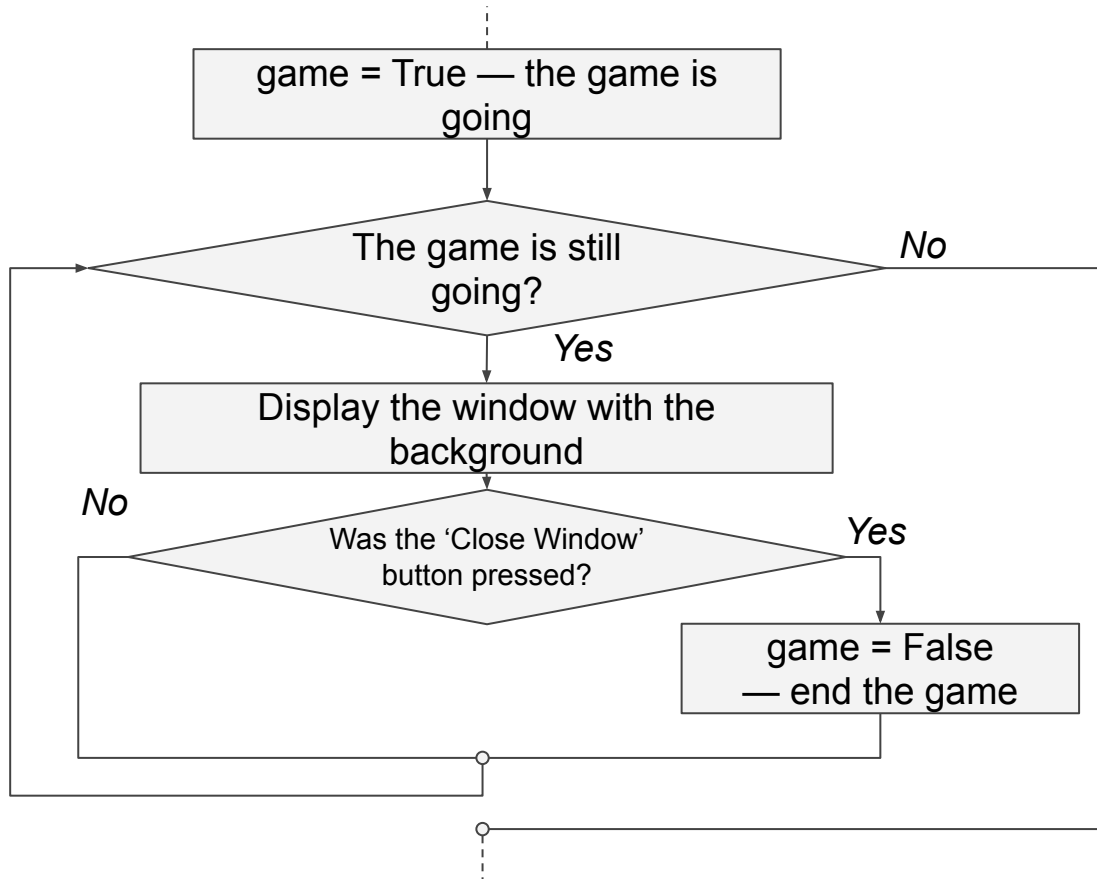 game = True — the game is
going
The game is still
going?
No
Yes
Display the window with the
background
No
Was the ‘Close Window’
button pressed?
Yes
game = False
— end the game